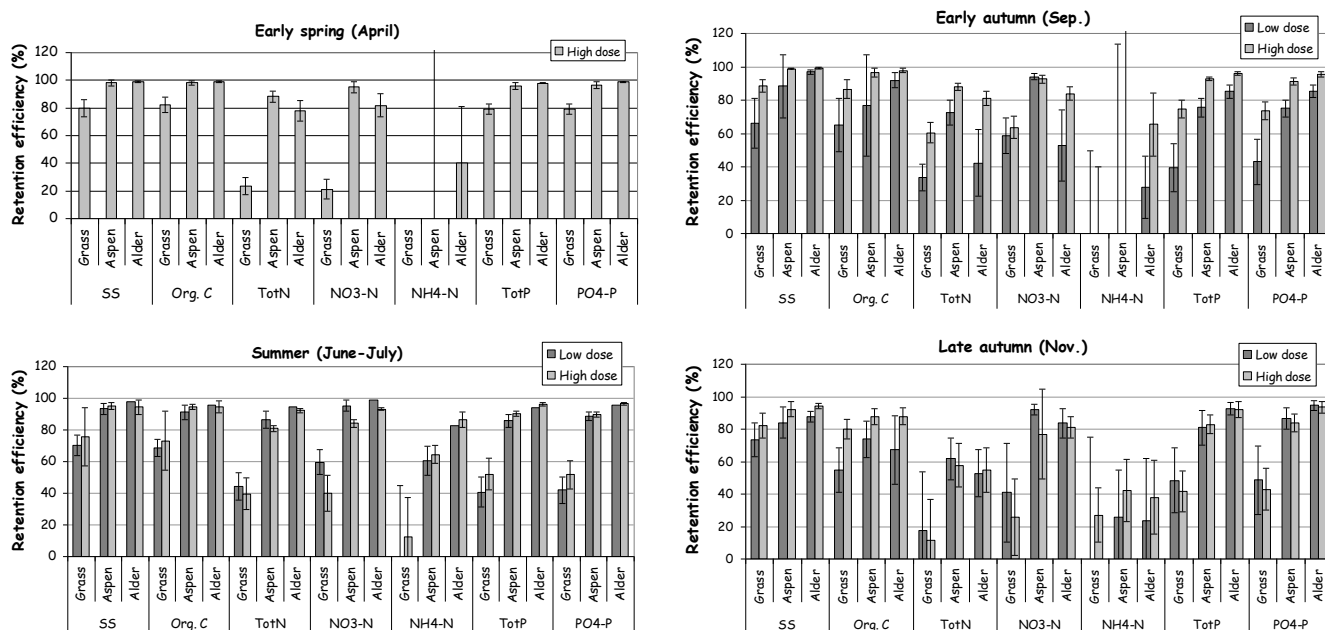 Early spring (April)
High dose
Retention efficiency (%)
120
100
80
60
40
20
0
Grass Aspen Alder Grass Aspen Alder Grass Aspen Alder Grass Aspen Alder Grass Aspen Alder Grass Aspen Alder Grass Aspen Alder
SS Org. C TotN NO3-N NH4-N TotP PO4-P
Early autumn (Sep.)
Low dose
High dose
Retention efficiency (%)
120
100
80
60
40
20
0
Grass Aspen Alder Grass Aspen Alder Grass Aspen Alder Grass Aspen Alder Grass Aspen Alder Grass Aspen Alder Grass Aspen Alder
SS Org. C TotN NO3-N NH4-N TotP PO4-P
Summer (June-July)
Low dose
High dose
Retention efficiency (%)
120
100
80
60
40
20
0
Grass Aspen Alder Grass Aspen Alder Grass Aspen Alder Grass Aspen Alder Grass Aspen Alder Grass Aspen Alder Grass Aspen Alder
SS Org. C TotN NO3-N NH4-N TotP PO4-P
Late autumn (Nov.)
Low dose
High dose
Retention efficiency (%)
120
100
80
60
40
20
0
Grass Aspen Alder Grass Aspen Alder Grass Aspen Alder Grass Aspen Alder Grass Aspen Alder Grass Aspen Alder Grass Aspen Alder
SS Org. C TotN NO3-N NH4-N TotP PO4-P